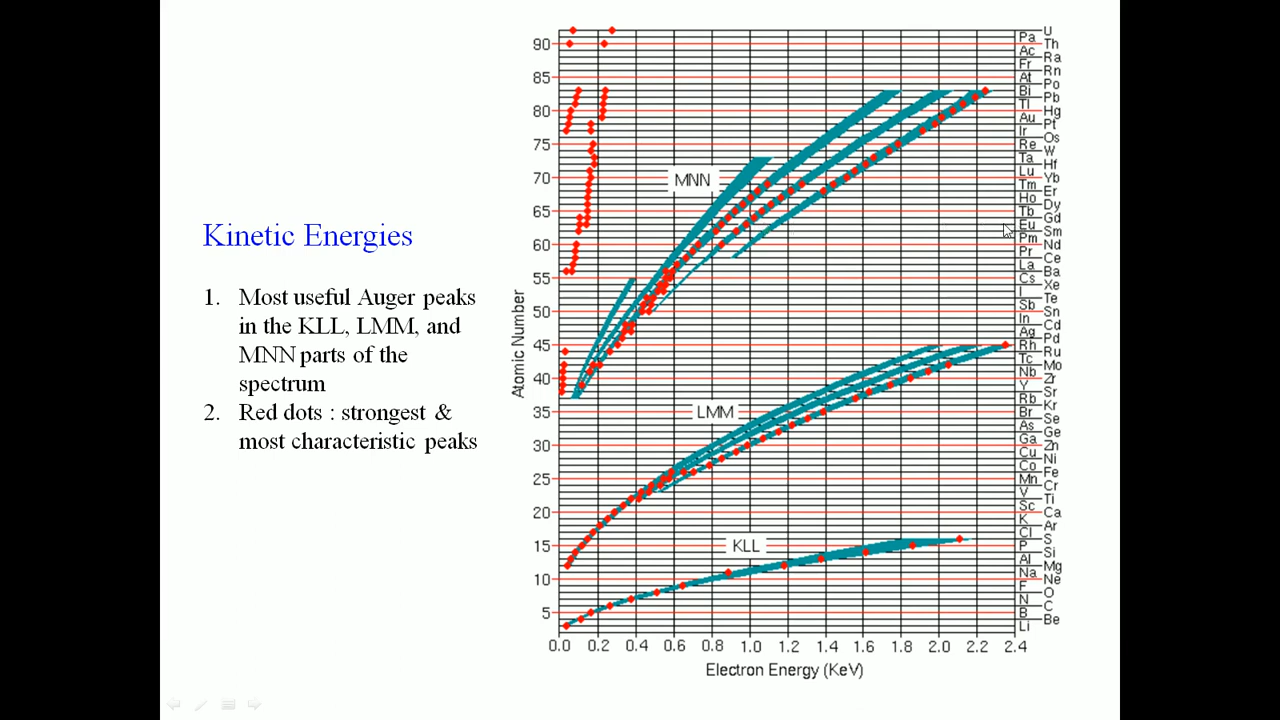 Kinetic Energies
1. Most useful Auger peaks
in the KLL, LMM, and
MNN parts of the
spectrum
2. Red dots : strongest &
most characteristic peaks
Atomic Number
90
85
80
75
70
65
60
55
50
45
40
35
30
25
20
15
10
5
MNN
LMM
KLL
0.0 0.2 0.4 0.6 0.8 1.0 1.2 1.4 1.6 1.8 2.0 2.2 2.4
Electron Energy (KeV)
U
Pa
Th
Ac
Ra
Fr
Rn
At
Po
Bi
Pb
Tl
Hg
Au
Pt
Ir
Os
Re
W
Ta
Hf
Lu
Yb
Tm
Er
Ho
Dy
Tb
Gd
Eu
Sm
Pm
Nd
Pr
Ce
La
Ba
Cs
Xe
I
Te
Sb
Sn
In
Cd
Ag
Pd
Rh
Ru
Tc
Mo
Nb
Zr
Y
Sr
Rb
Kr
Br
Se
As
Ge
Ga
Zn
Cu
Ni
Co
Fe
Mn
Cr
V
Ti
Sc
Ca
K
Ar
Cl
S
P
Si
Al
Mg
Na
Ne
F
O
N
C
B
Be
Li